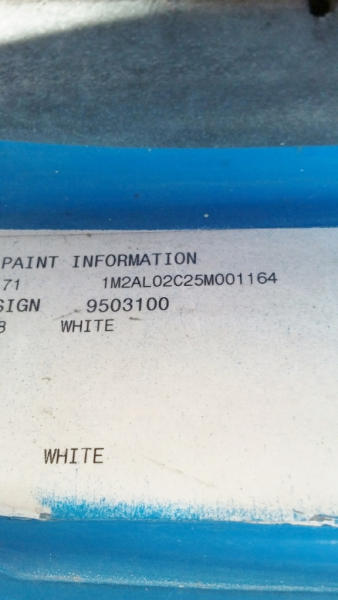 PAINT INFORMATION
71 1M2AL02C25M001164
SIGN 9503100
WHITE
WHITE